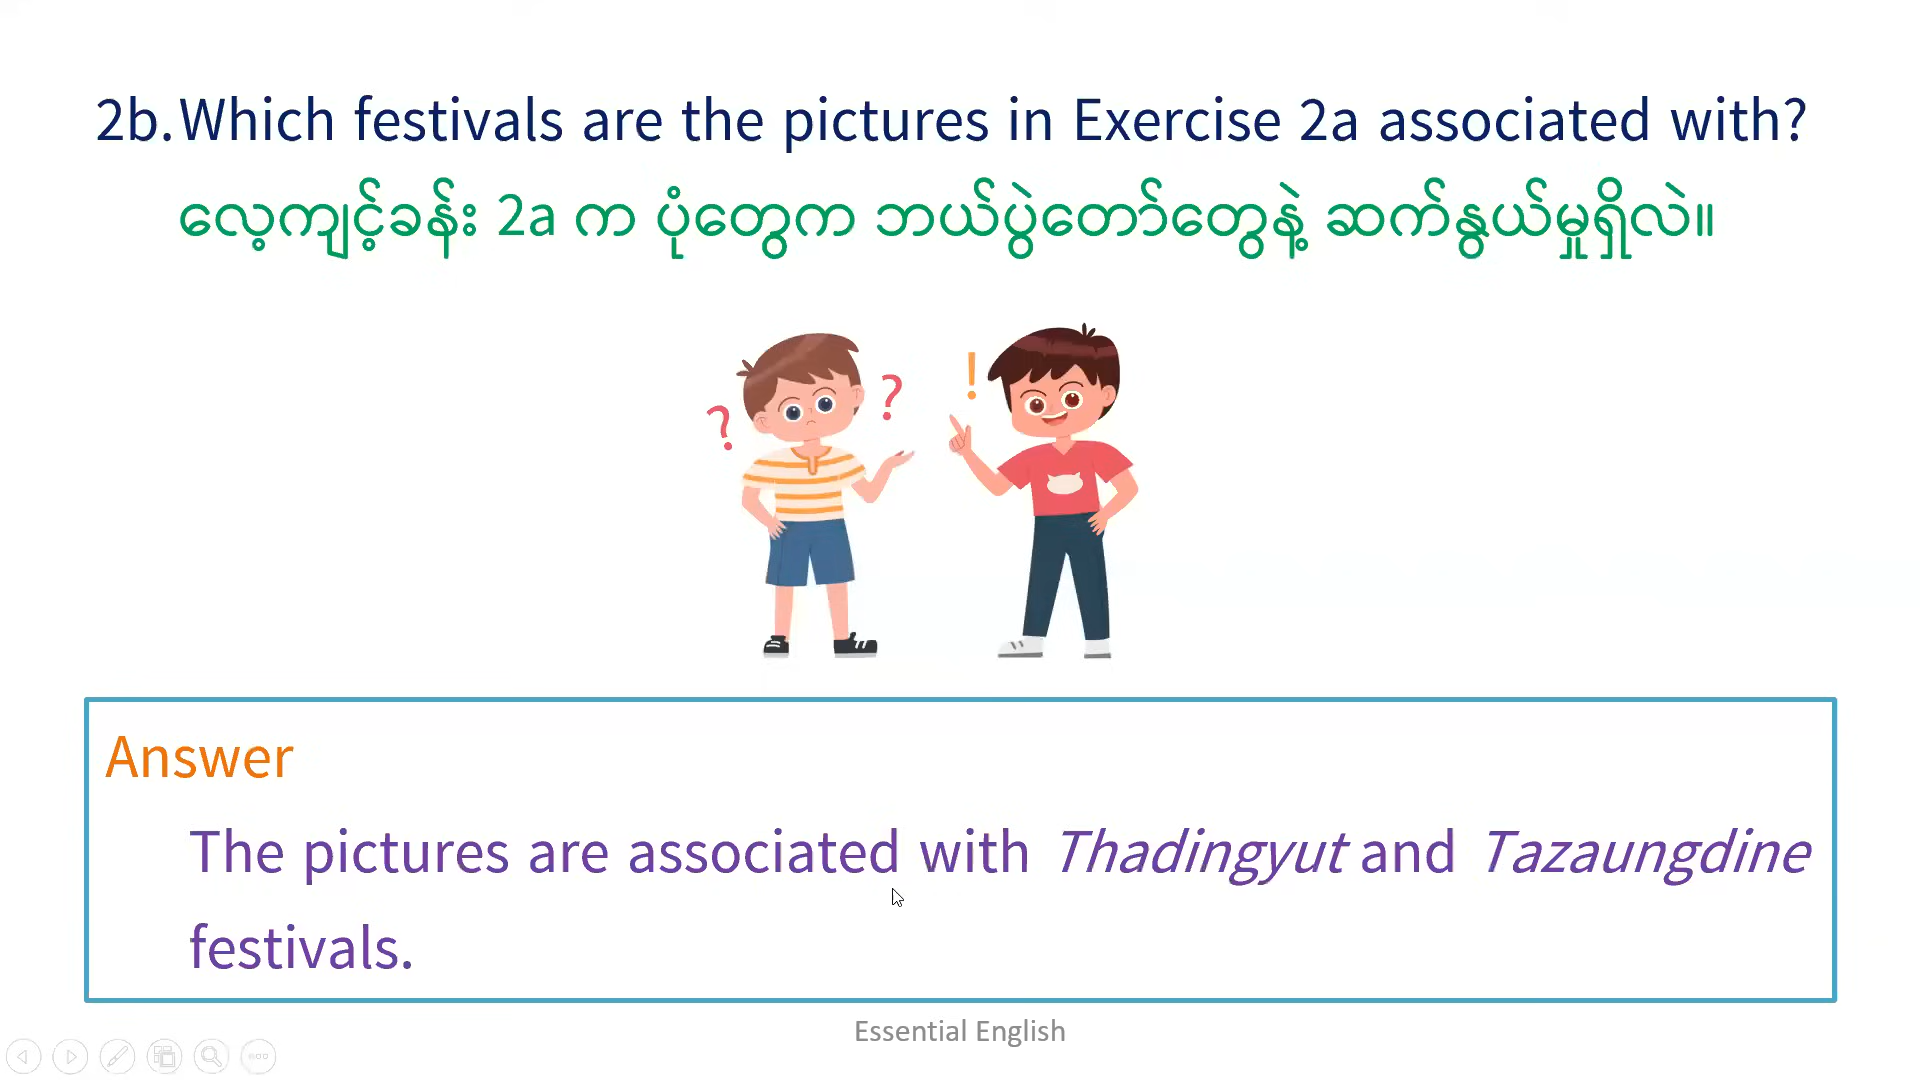 2b. Which festivals are the pictures in Exercise 2a associated with?
လေ့ကျင့်ခန်း 2a က ပုံတွေက ဘယ်ပွဲတော်တွေနဲ့ ဆက်နွယ်မှုရှိလဲ။
? ? !
Answer
The pictures are associated with Thadingyut and Tazaungdine
festivals.
Essential English